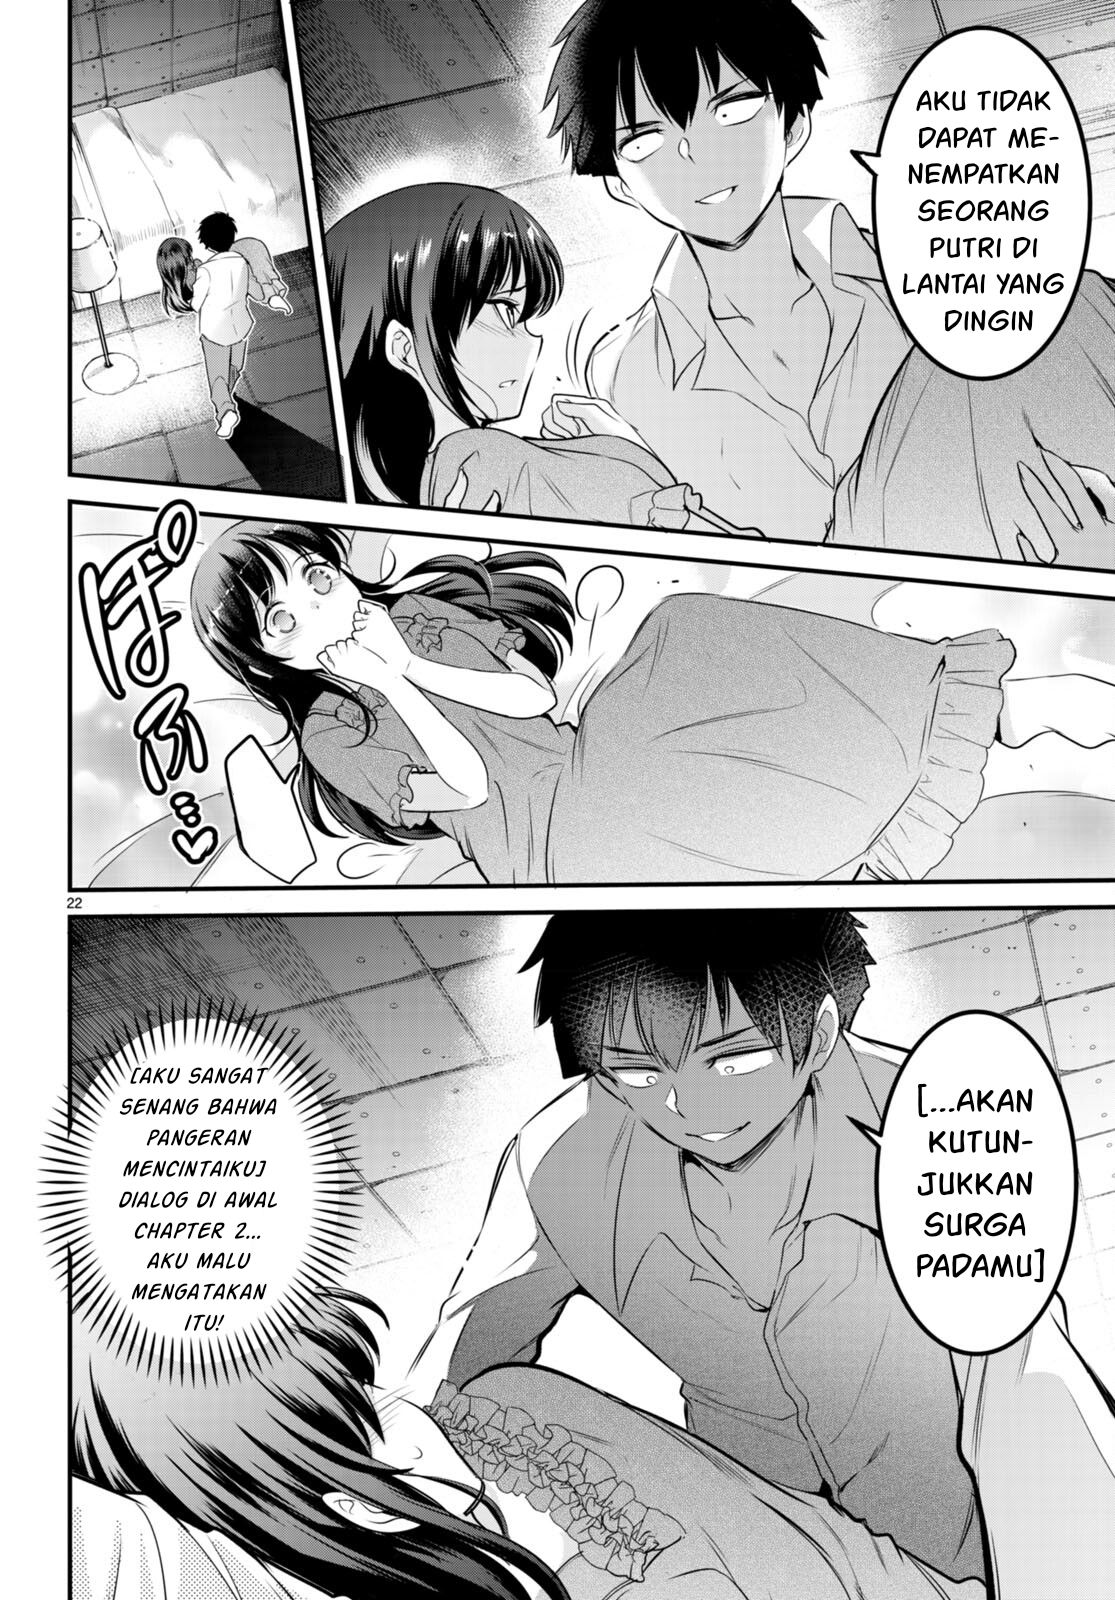 AKU TIDAK
DAPAT ME-
NEMPATKAN
SEORANG
PUTRI DI
LANTAI YANG
DINGIN
ぽふ…♡
22
[...AKAN
KUTUN-
JUKKAN
SURGA
PADAMU]
[AKU SANGAT
SENANG BAHWA
PANGERAN
MENCINTAIKU]
DIALOG DI AWAL
CHAPTER 2...
AKU MALU
MENGATAKAN
ITU!